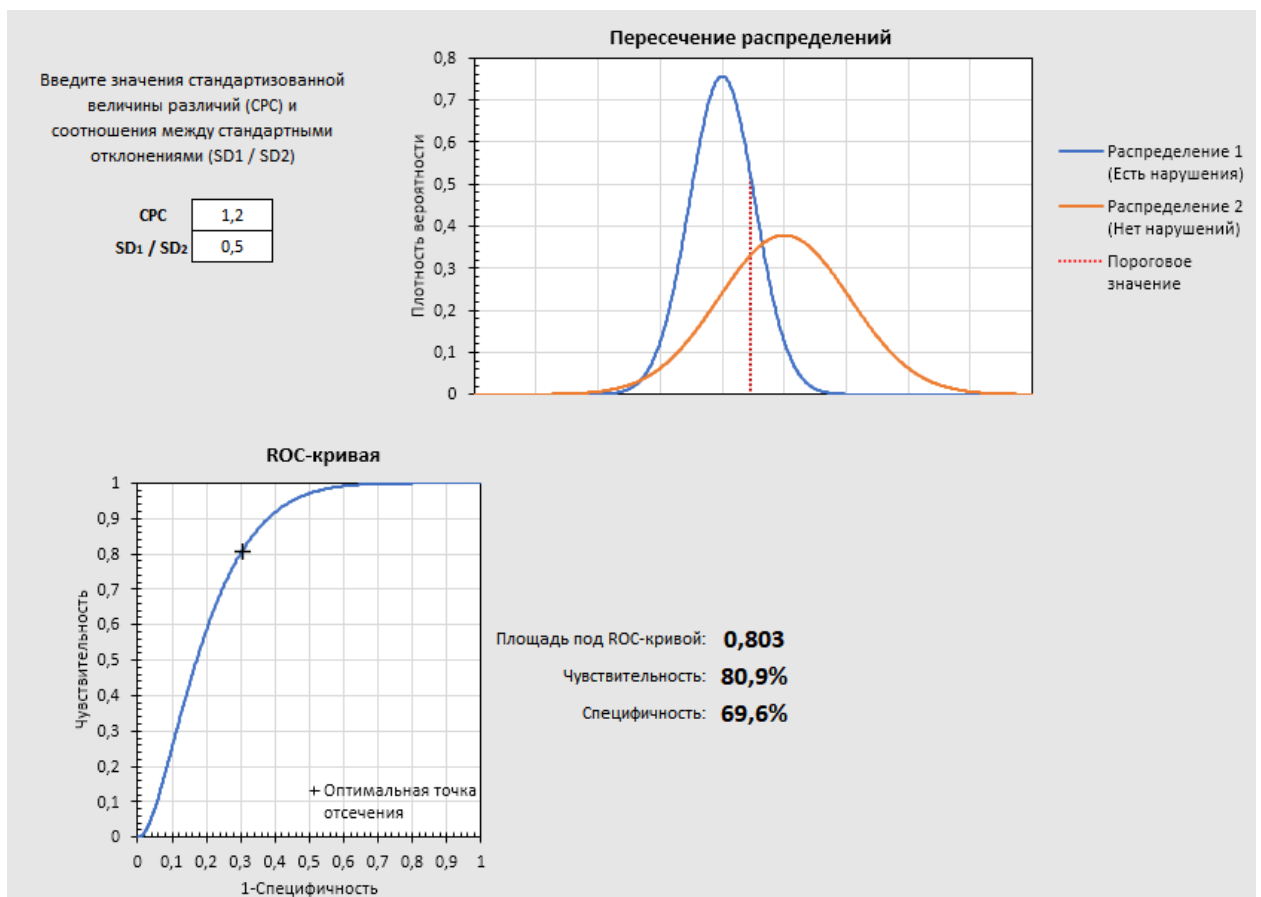 Пересечение распределений
Введите значения стандартизованной
величины различий (СРС) и
соотношения между стандартными
отклонениями (SD1 / SD2)
СРС 1,2
SD1 / SD2 0,5
Плотность вероятности
0,8
0,7
0,6
0,5
0,4
0,3
0,2
0,1
0
Распределение 1
(Есть нарушения)
Распределение 2
(Нет нарушений)
Пороговое
значение
ROC-кривая
Чувствительность
1
0,9
0,8
0,7
0,6
0,5
0,4
0,3
0,2
0,1
0
+ Оптимальная точка
отсечения
0 0,1 0,2 0,3 0,4 0,5 0,6 0,7 0,8 0,9 1
1-Специфичность
Площадь под ROC-кривой: 0,803
Чувствительность: 80,9%
Специфичность: 69,6%